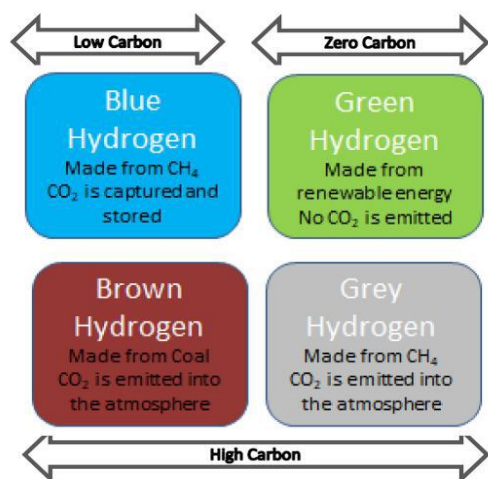 Low Carbon
Zero Carbon
Blue
Hydrogen
Made from CH₄
CO₂ is captured and
stored
Green
Hydrogen
Made from
renewable energy
No CO₂ is emitted
Brown
Hydrogen
Made from Coal
CO₂ is emitted into
the atmosphere
Grey
Hydrogen
Made from CH₄
CO₂ is emitted into
the atmosphere
High Carbon